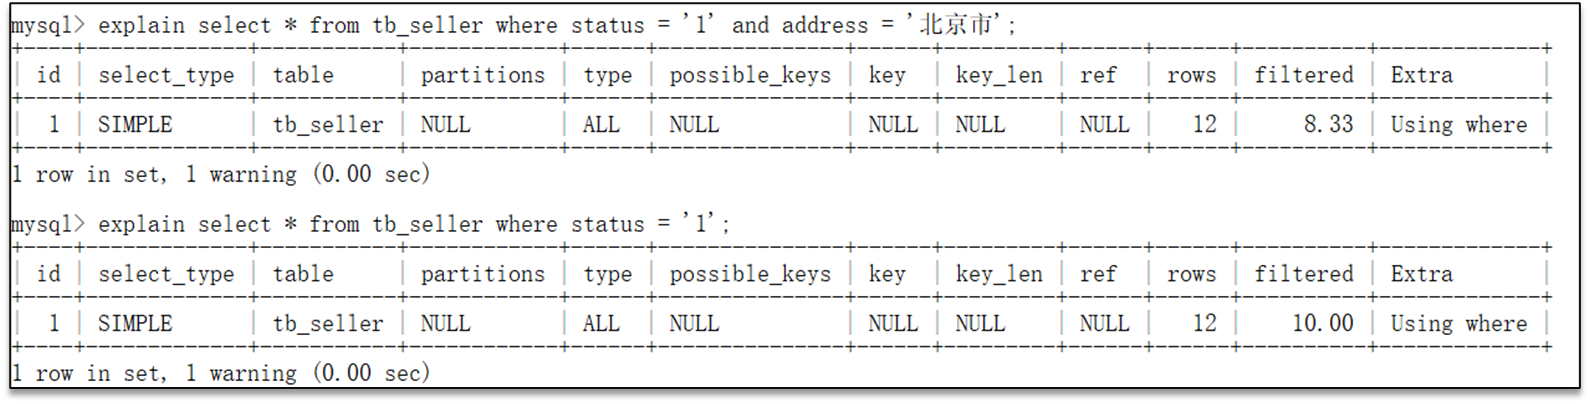 mysql> explain select * from tb_seller where status = '1' and address = '北京市';
+----+-------------+-----------+------------+------+---------------+------+---------+------+------+----------+-------------+
| id | select_type | table     | partitions | type | possible_keys | key  | key_len | ref  | rows | filtered | Extra       |
+----+-------------+-----------+------------+------+---------------+------+---------+------+------+----------+-------------+
|  1 | SIMPLE      | tb_seller | NULL       | ALL  | NULL          | NULL | NULL    | NULL |   12 |     8.33 | Using where |
+----+-------------+-----------+------------+------+---------------+------+---------+------+------+----------+-------------+
1 row in set, 1 warning (0.00 sec)
mysql> explain select * from tb_seller where status = '1';
+----+-------------+-----------+------------+------+---------------+------+---------+------+------+----------+-------------+
| id | select_type | table     | partitions | type | possible_keys | key  | key_len | ref  | rows | filtered | Extra       |
+----+-------------+-----------+------------+------+---------------+------+---------+------+------+----------+-------------+
|  1 | SIMPLE      | tb_seller | NULL       | ALL  | NULL          | NULL | NULL    | NULL |   12 |    10.00 | Using where |
+----+-------------+-----------+------------+------+---------------+------+---------+------+------+----------+-------------+
1 row in set, 1 warning (0.00 sec)